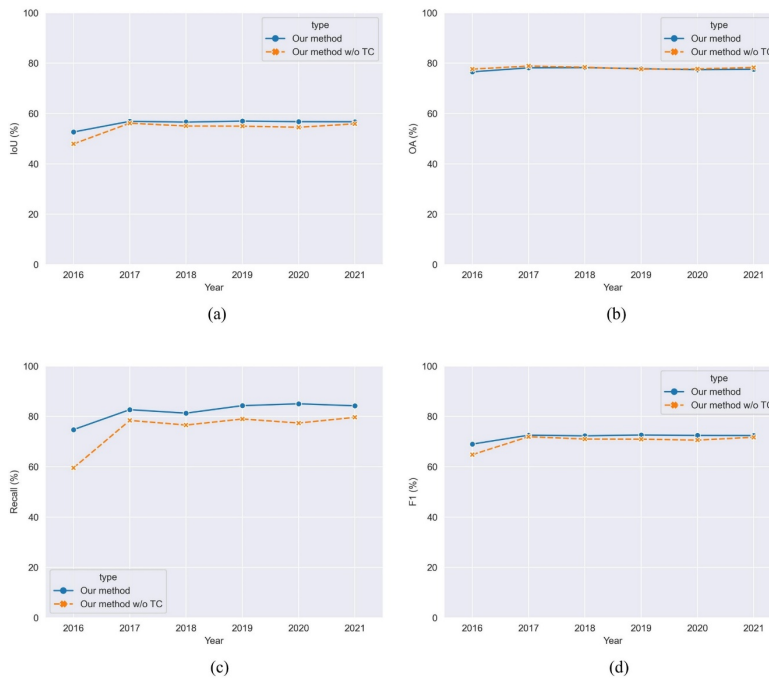 100
80
60
40
20
0
IoU (%)
type
Our method
Our method w/o TC
2016 2017 2018 2019 2020 2021
Year
(a)
100
80
60
40
20
0
OA (%)
type
Our method
Our method w/o TC
2016 2017 2018 2019 2020 2021
Year
(b)
100
80
60
40
20
0
Recall (%)
type
Our method
Our method w/o TC
2016 2017 2018 2019 2020 2021
Year
(c)
100
80
60
40
20
0
F1 (%)
type
Our method
Our method w/o TC
2016 2017 2018 2019 2020 2021
Year
(d)